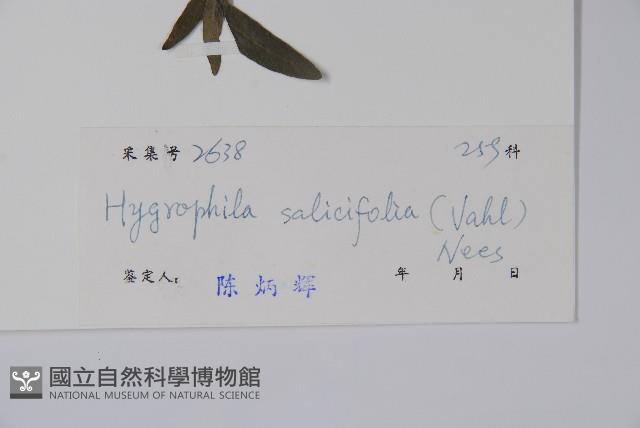 采集号 2638 259 科
Hygrophila salicifolia (Vahl)
Nees
鉴定人： 陈炳辉 年 月 日
國立自然科學博物館
NATIONAL MUSEUM OF NATURAL SCIENCE